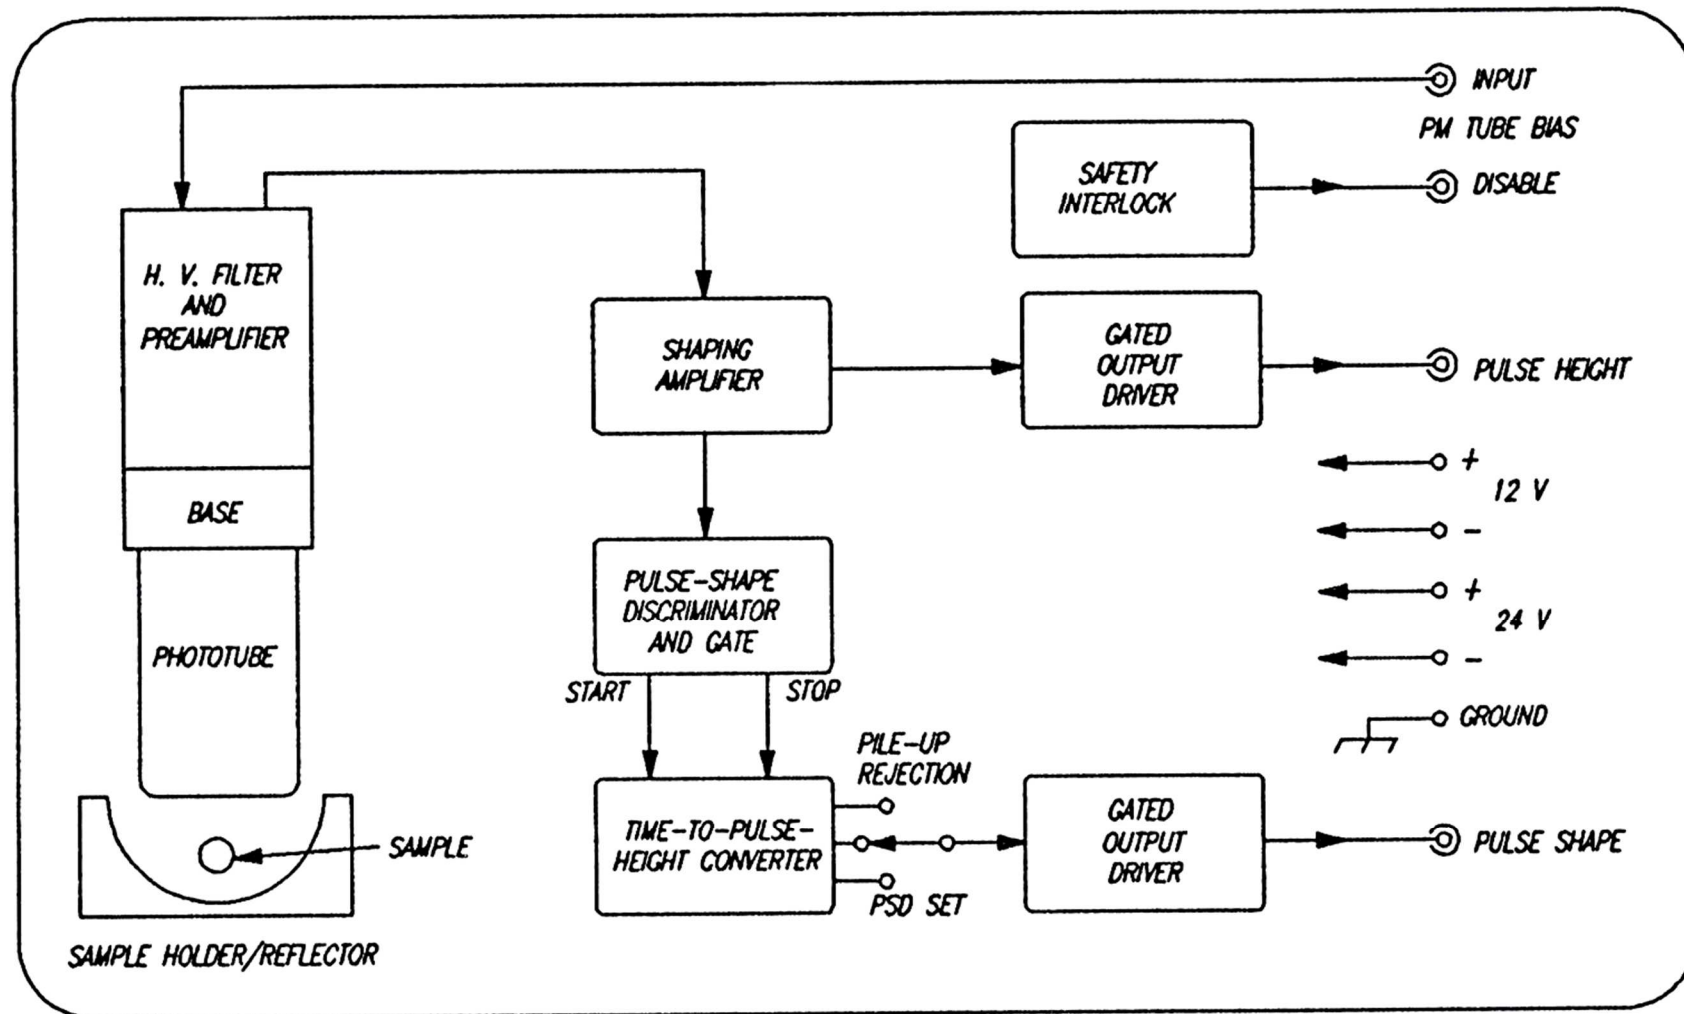 INPUT
PM TUBE BIAS
SAFETY
INTERLOCK
DISABLE
H. V. FILTER
AND
PREAMPLIFIER
SHAPING
AMPLIFIER
GATED
OUTPUT
DRIVER
PULSE HEIGHT
+
12 V
-
BASE
PULSE-SHAPE
DISCRIMINATOR
AND GATE
+
24 V
-
PHOTOTUBE
START
STOP
GROUND
PILE-UP
REJECTION
TIME-TO-PULSE-
HEIGHT CONVERTER
GATED
OUTPUT
DRIVER
PULSE SHAPE
SAMPLE
PSD SET
SAMPLE HOLDER/REFLECTOR